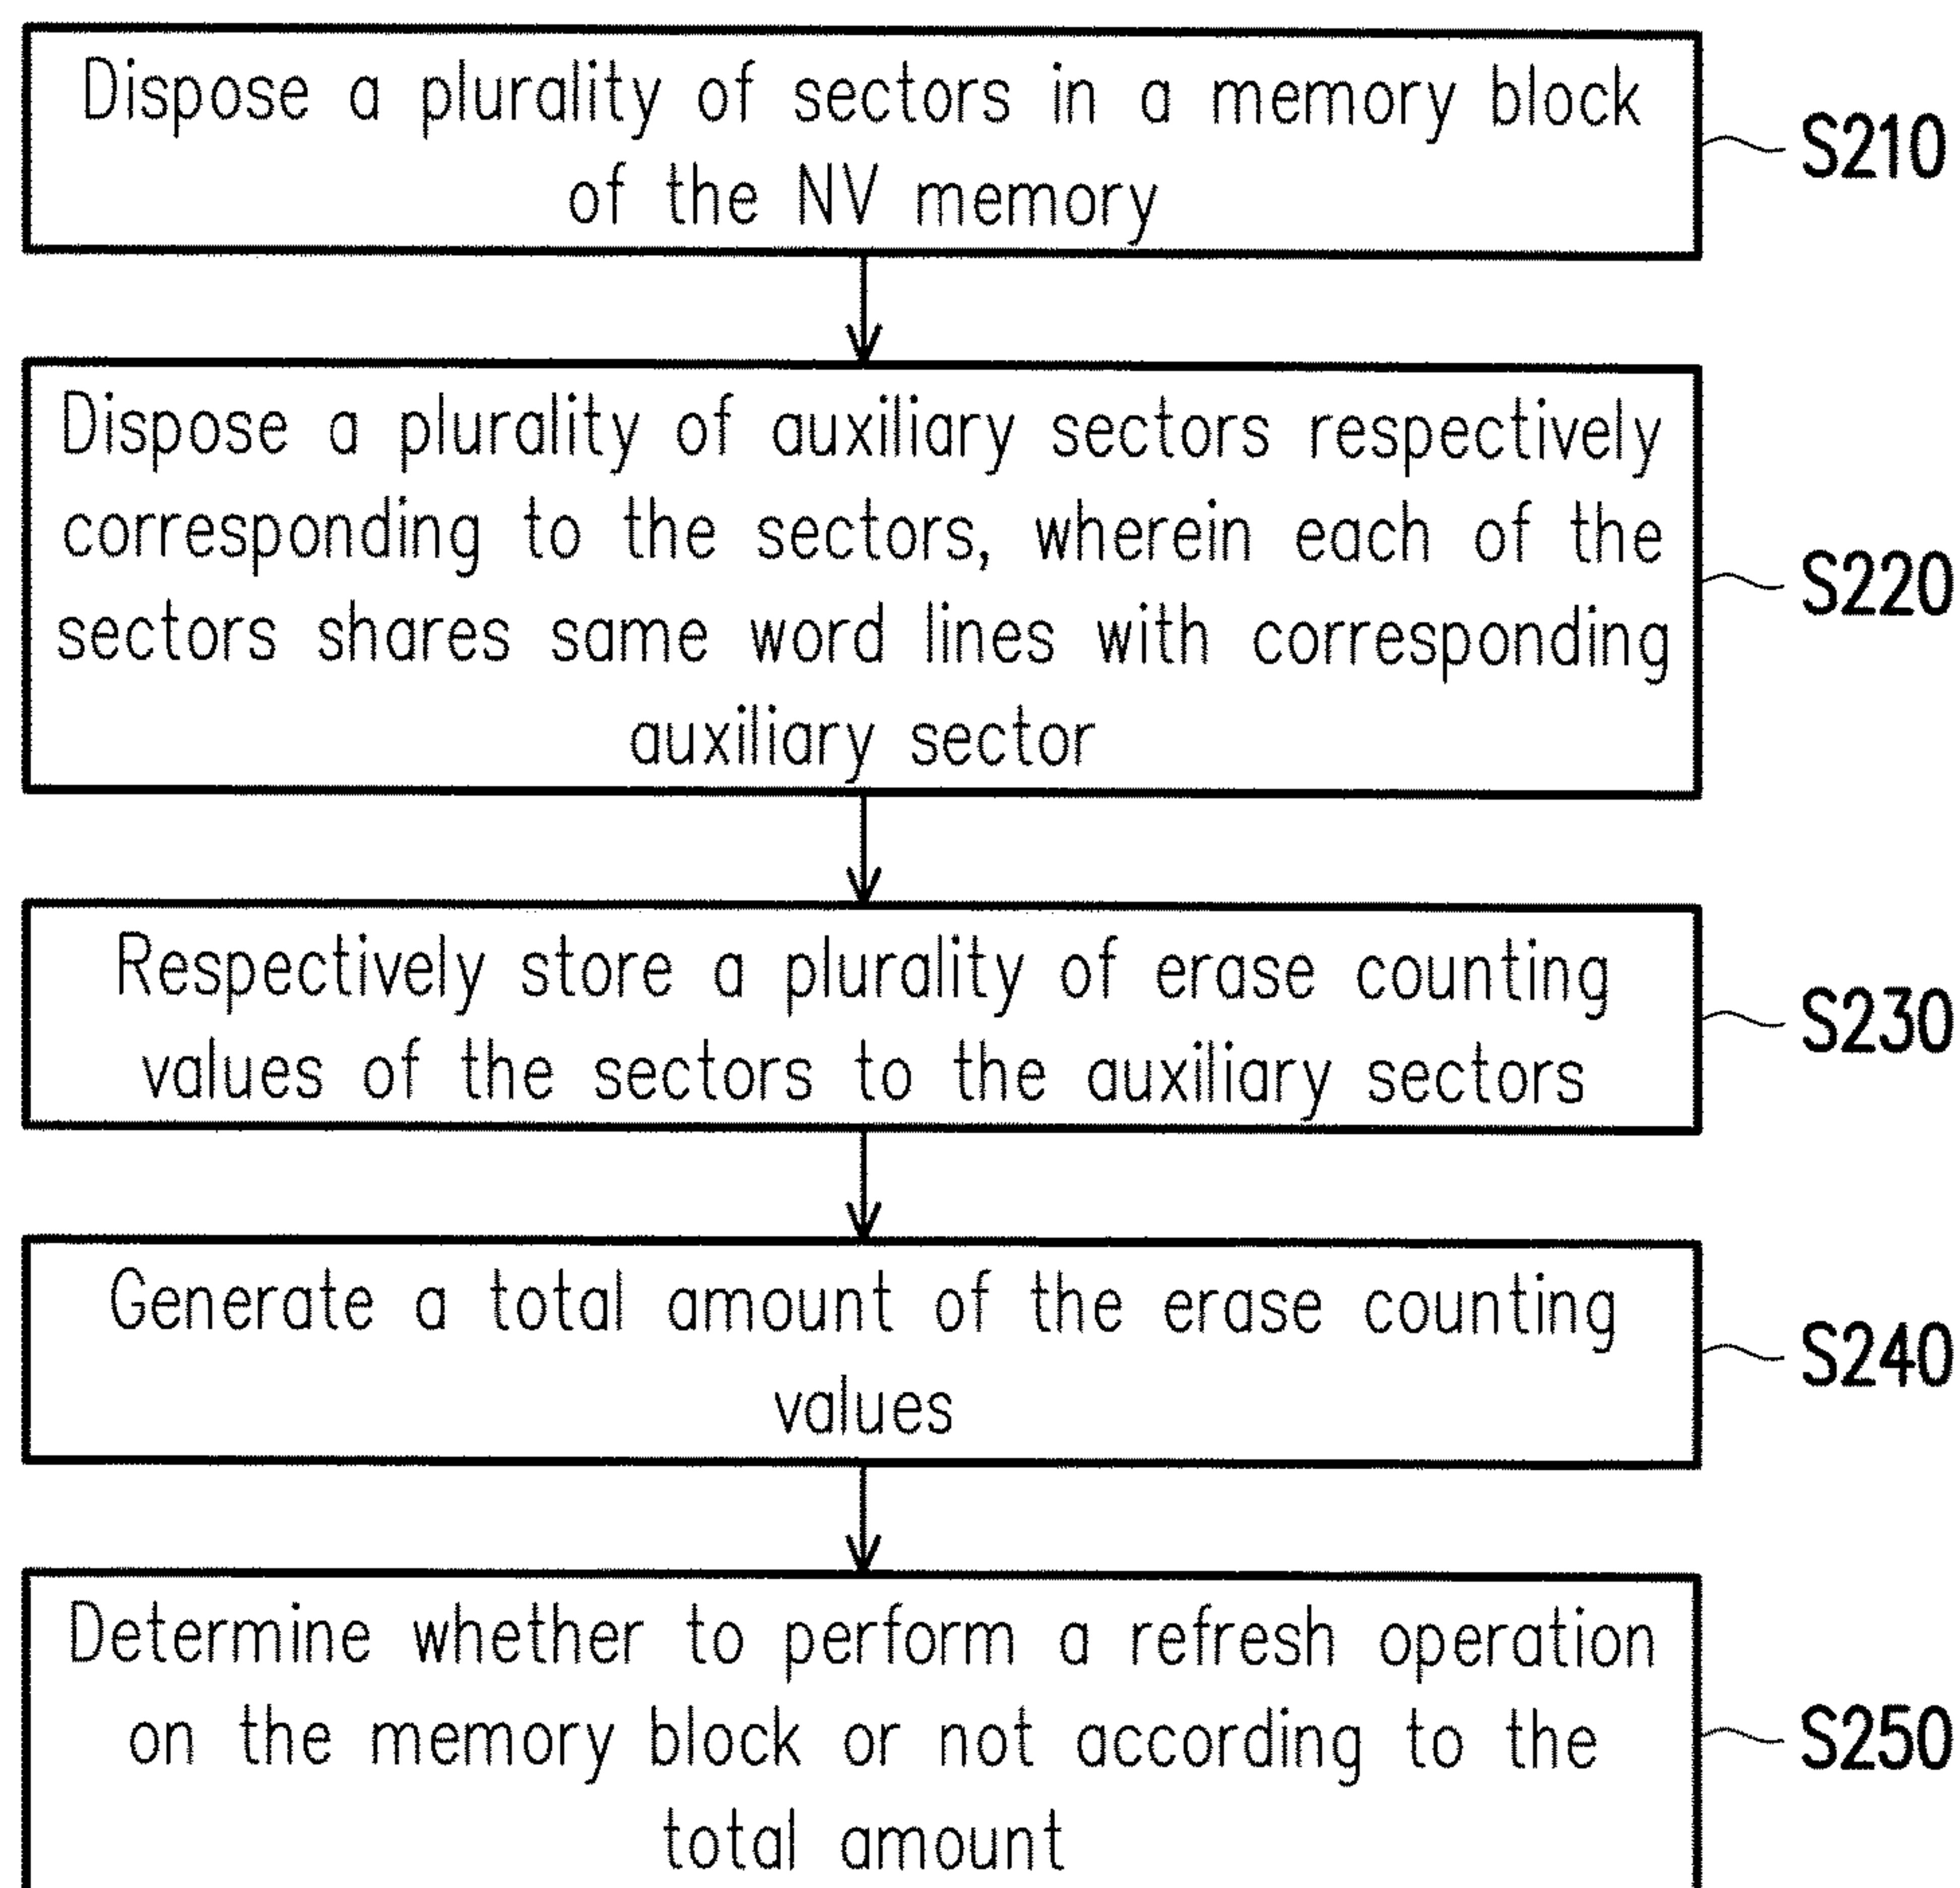 Dispose a plurality of sectors in a memory block
of the NV memory
S210
Dispose a plurality of auxiliary sectors respectively
corresponding to the sectors, wherein each of the
sectors shares same word lines with corresponding
auxiliary sector
S220
Respectively store a plurality of erase counting
values of the sectors to the auxiliary sectors
S230
Generate a total amount of the erase counting
values
S240
Determine whether to perform a refresh operation
on the memory block or not according to the
total amount
S250